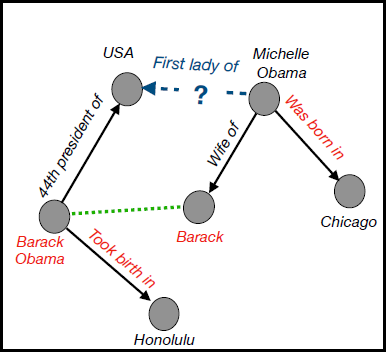 USA
First lady of
?
Michelle
Obama
44th president of
Wife of
Was born in
Chicago
Barack
Obama
Barack
Took birth in
Honolulu